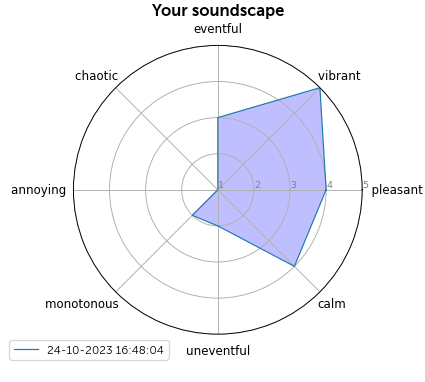 Your soundscape
eventful
chaotic
vibrant
annoying
1
2
3
4
5
pleasant
monotonous
calm
uneventful
24-10-2023 16:48:04